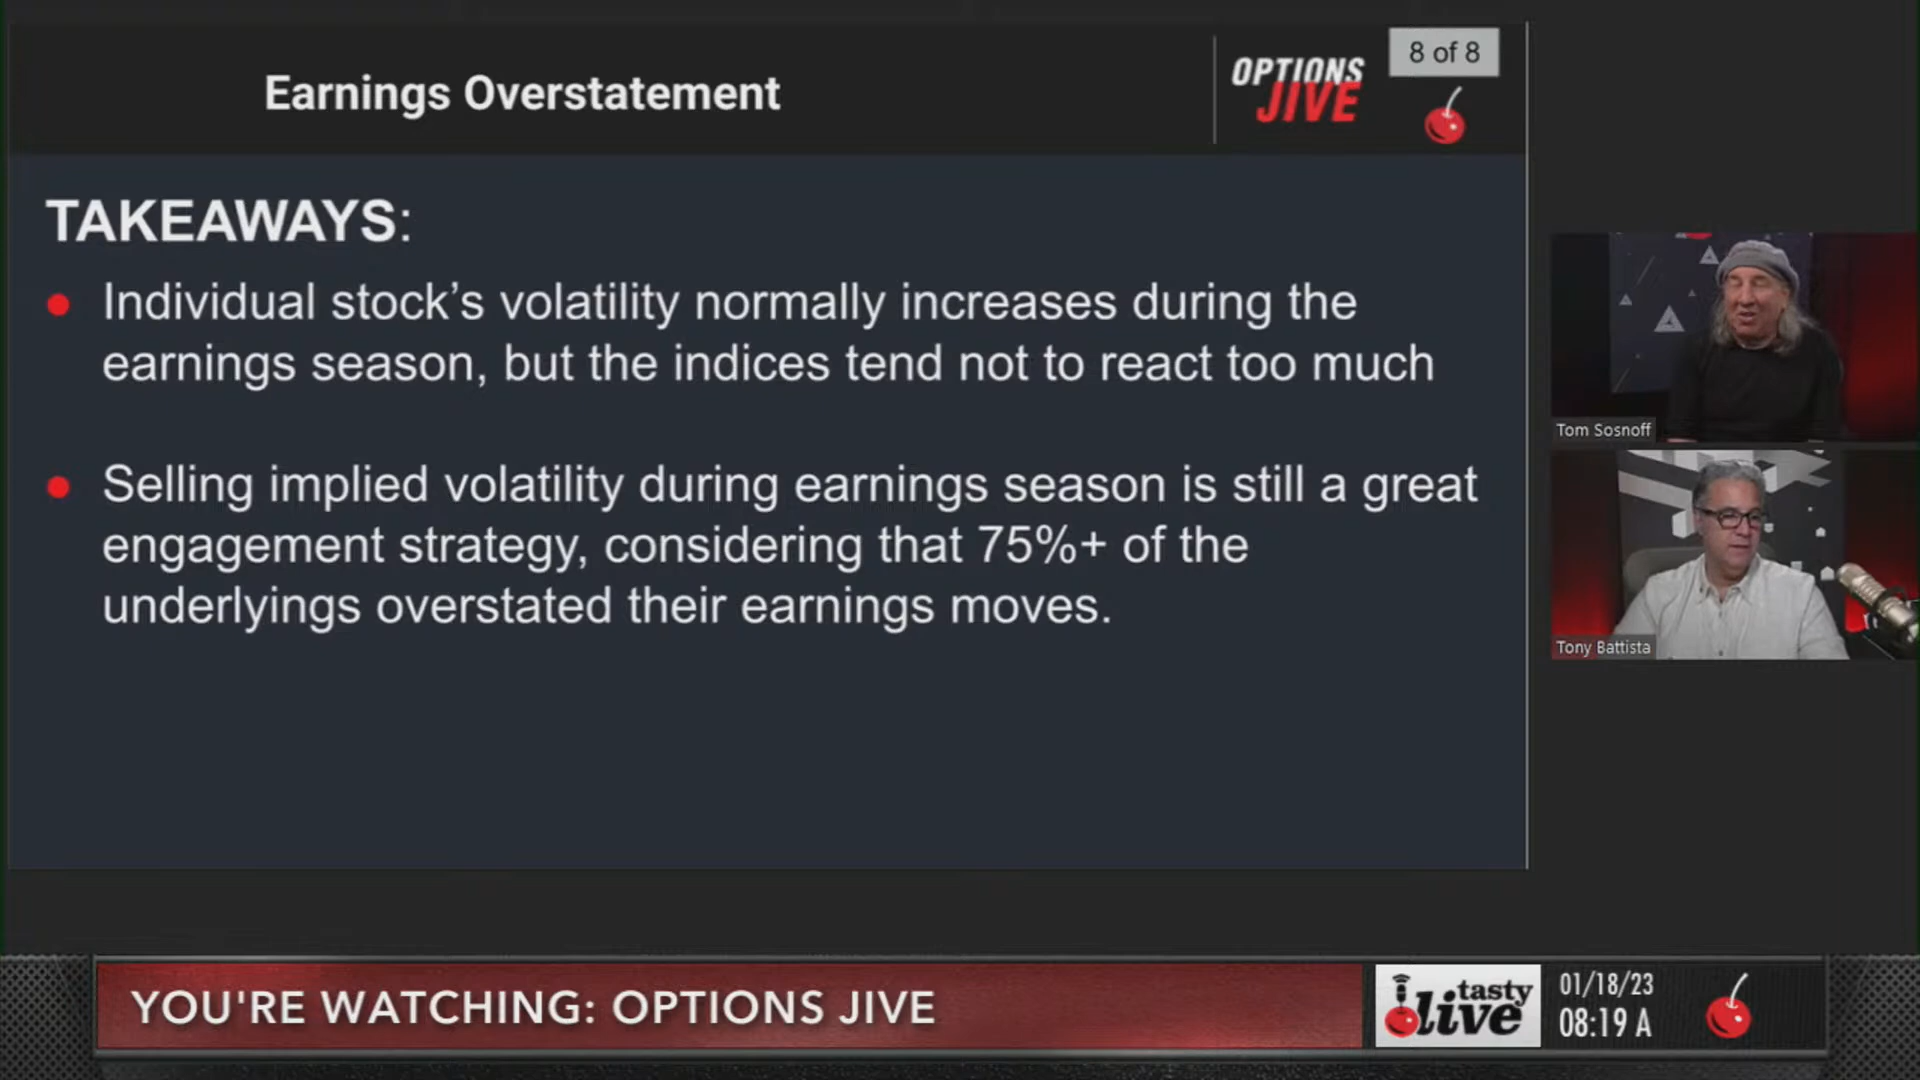 Earnings Overstatement
OPTIONS
JIVE
8 of 8
TAKEAWAYS:
Individual stock’s volatility normally increases during the
earnings season, but the indices tend not to react too much
Selling implied volatility during earnings season is still a great
engagement strategy, considering that 75%+ of the
underlyings overstated their earnings moves.
Tom Sosnoff
Tony Battista
YOU'RE WATCHING: OPTIONS JIVE
tasty
live
01/18/23
08:19 A